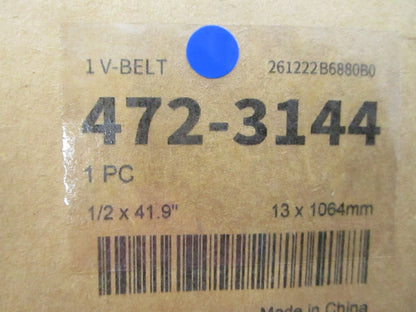 1 V-BELT 261222B6880B0
472-3144
1 PC
1/2 x 41.9" 13 x 1064mm
Made in China